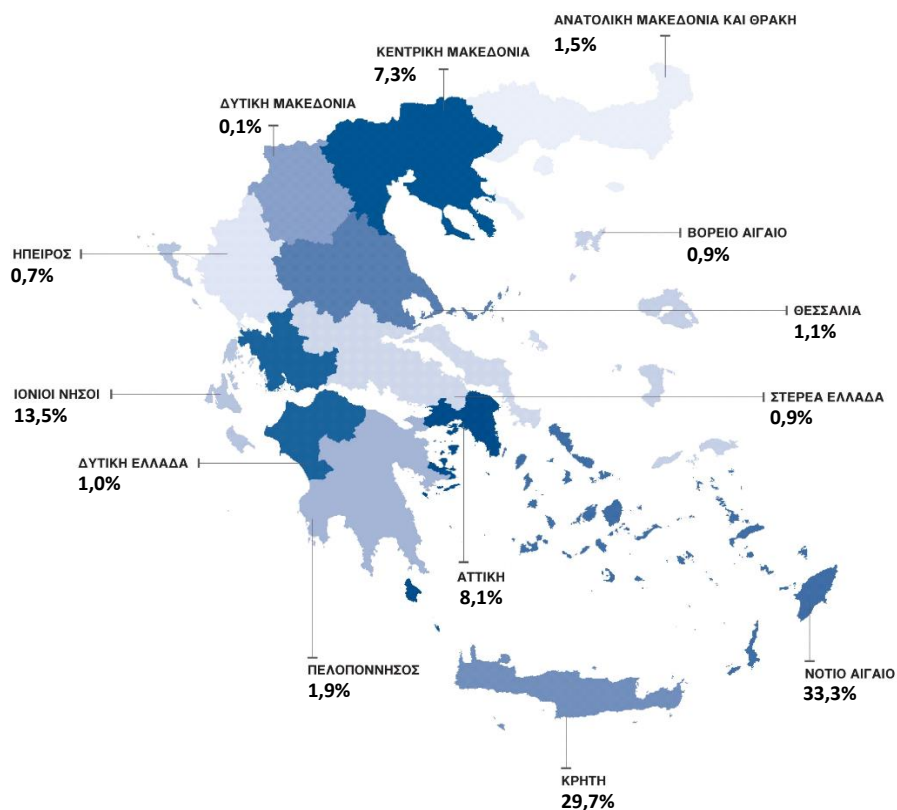 ΑΝΑΤΟΛΙΚΗ ΜΑΚΕΔΟΝΙΑ ΚΑΙ ΘΡΑΚΗ
1,5%
ΚΕΝΤΡΙΚΗ ΜΑΚΕΔΟΝΙΑ
7,3%
ΔΥΤΙΚΗ ΜΑΚΕΔΟΝΙΑ
0,1%
ΒΟΡΕΙΟ ΑΙΓΑΙΟ
0,9%
ΗΠΕΙΡΟΣ
0,7%
ΘΕΣΣΑΛΙΑ
1,1%
ΙΟΝΙΟΙ ΝΗΣΟΙ
13,5%
ΣΤΕΡΕΑ ΕΛΛΑΔΑ
0,9%
ΔΥΤΙΚΗ ΕΛΛΑΔΑ
1,0%
ΑΤΤΙΚΗ
8,1%
ΠΕΛΟΠΟΝΝΗΣΟΣ
1,9%
ΝΟΤΙΟ ΑΙΓΑΙΟ
33,3%
ΚΡΗΤΗ
29,7%